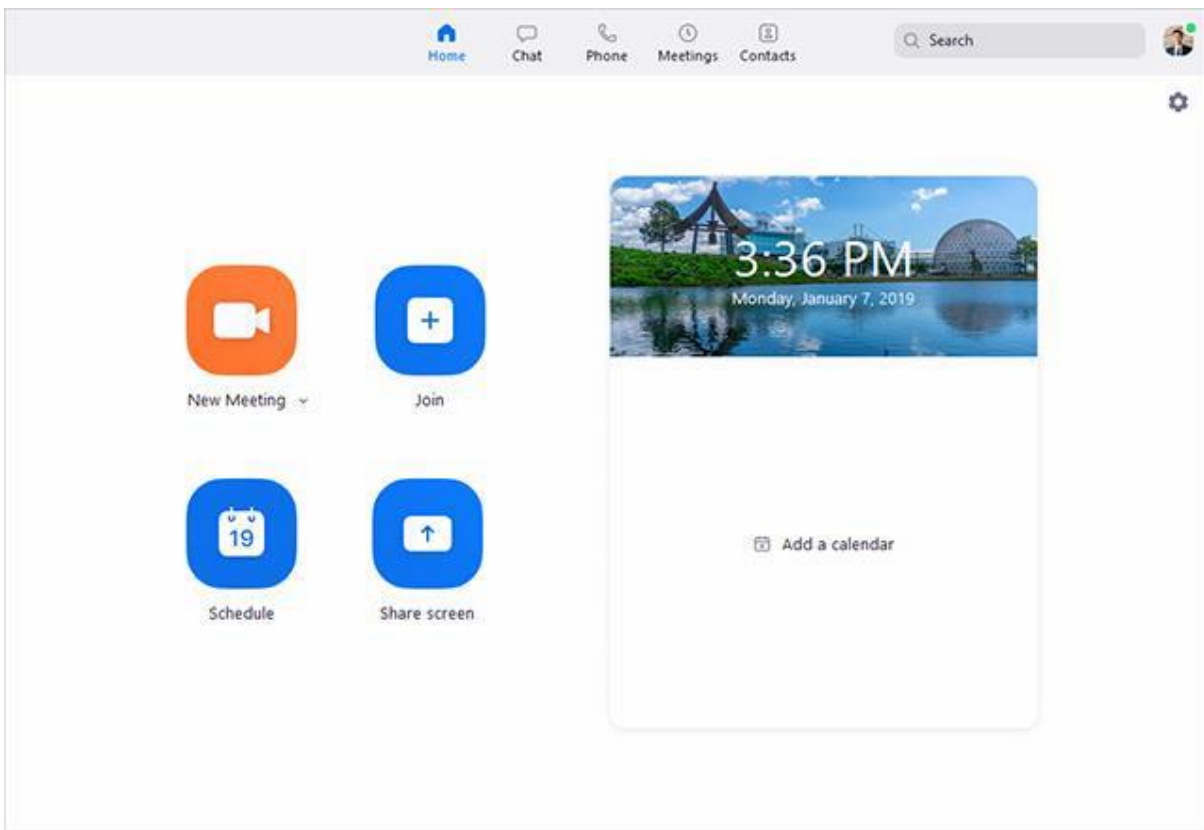 Home
Chat
Phone
Meetings
Contacts
Search
3:36 PM
Monday, January 7, 2019
New Meeting
Join
19
Schedule
Share screen
Add a calendar